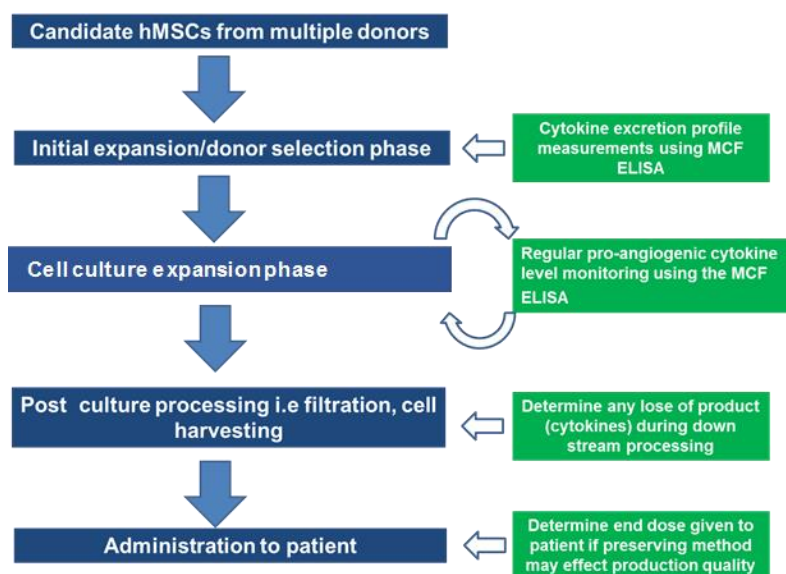 Candidate hMSCs from multiple donors
Initial expansion/donor selection phase
Cytokine excretion profile
measurements using MCF
ELISA
Cell culture expansion phase
Regular pro-angiogenic cytokine
level monitoring using the MCF
ELISA
Post culture processing i.e filtration, cell
harvesting
Determine any lose of product
(cytokines) during down
stream processing
Administration to patient
Determine end dose given to
patient if preserving method
may effect production quality